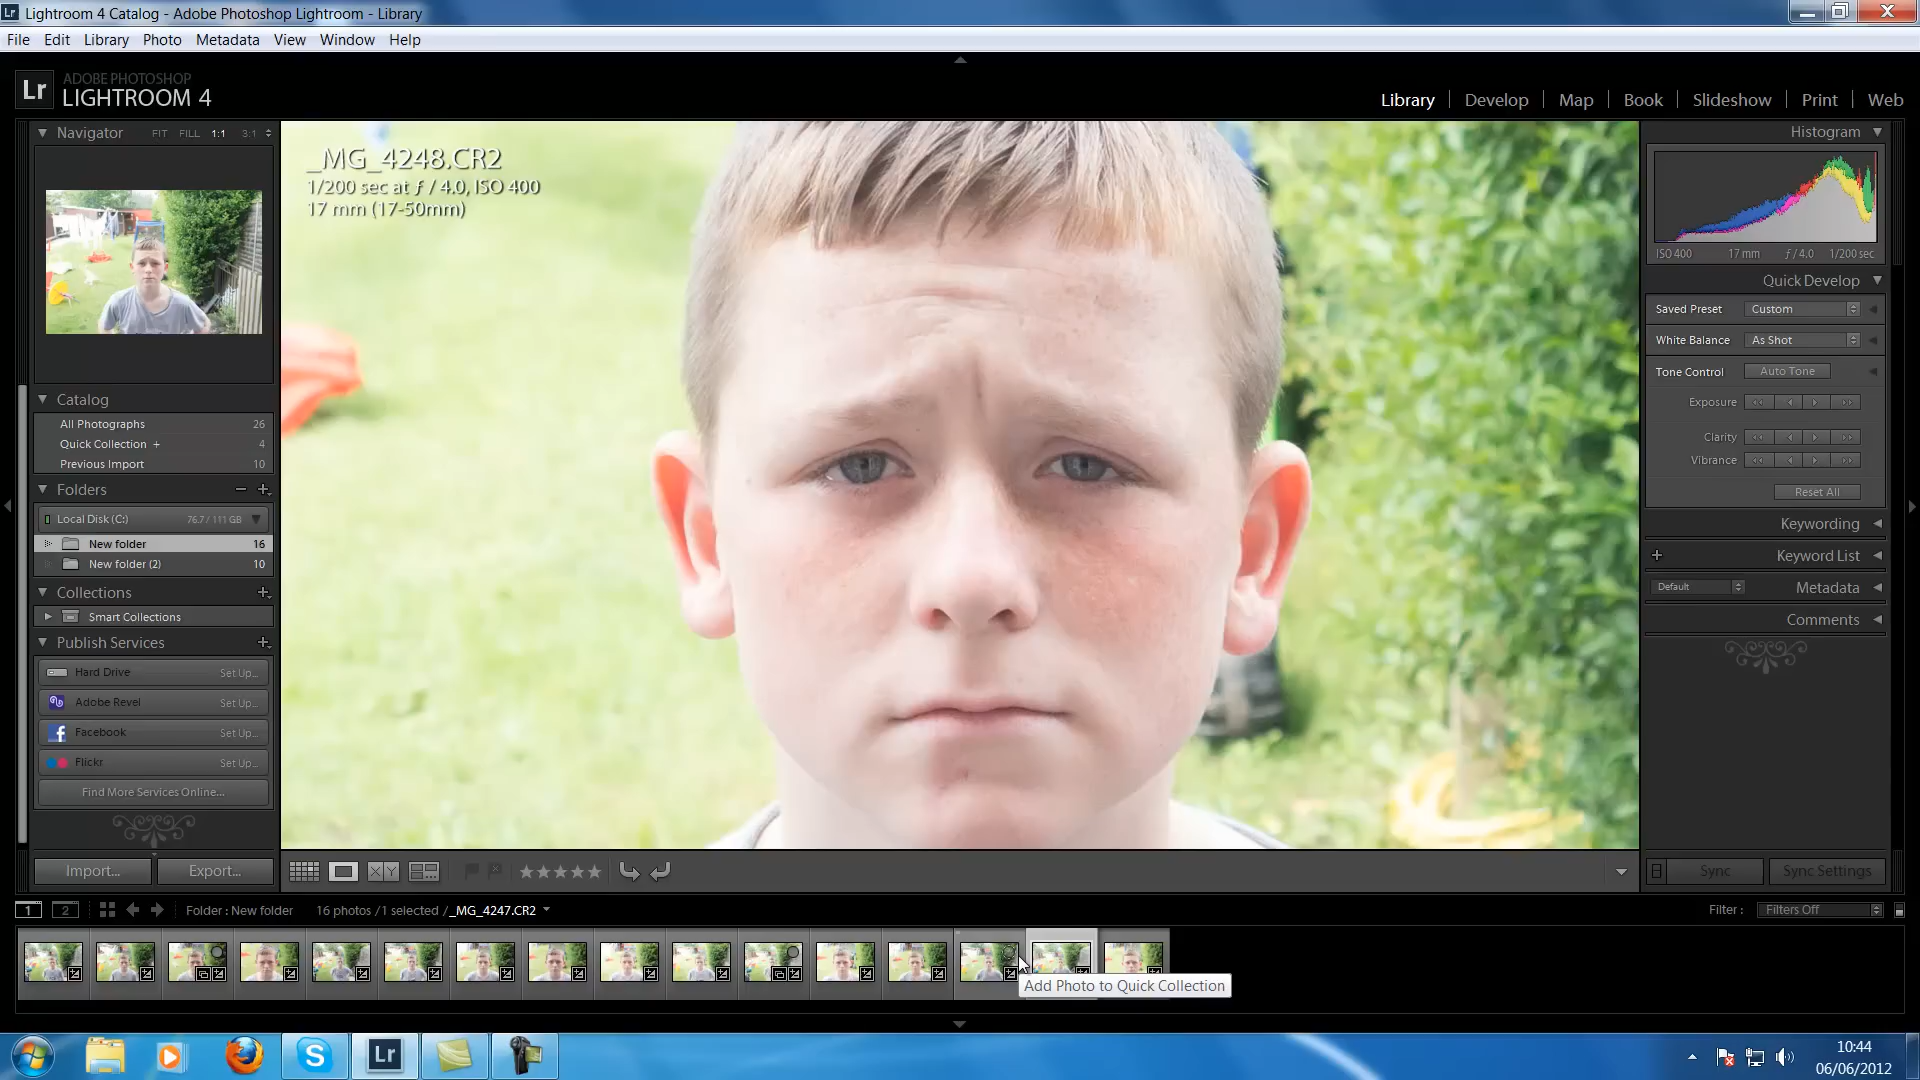 Lr Lightroom 4 Catalog - Adobe Photoshop Lightroom - Library
File Edit Library Photo Metadata View Window Help
Lr ADOBE PHOTOSHOP
LIGHTROOM 4
Library Develop Map Book Slideshow Print Web
Navigator FIT FILL 1:1 3:1
Catalog
All Photographs 26
Quick Collection + 4
Previous Import 10
Folders
Local Disk (C:) 76.7 / 111 GB
New folder 16
New folder (2) 10
Collections
Smart Collections
Publish Services
Hard Drive Set Up...
Adobe Revel Set Up...
Facebook Set Up...
Flickr Set Up...
Find More Services Online...
Import... Export...
_MG_4248.CR2
1/200 sec at ƒ / 4.0, ISO 400
17 mm (17-50mm)
Histogram
ISO 400 17 mm ƒ / 4.0 1/200 sec
Quick Develop
Saved Preset Custom
White Balance As Shot
Tone Control Auto Tone
Exposure
Clarity
Vibrance
Reset All
Keywording
Keyword List
Default Metadata
Comments
Sync Sync Settings
XY
1 2 Folder : New folder 16 photos / 1 selected / _MG_4247.CR2 Filter : Filters Off
Add Photo to Quick Collection
S Lr 10:44
06/06/2012